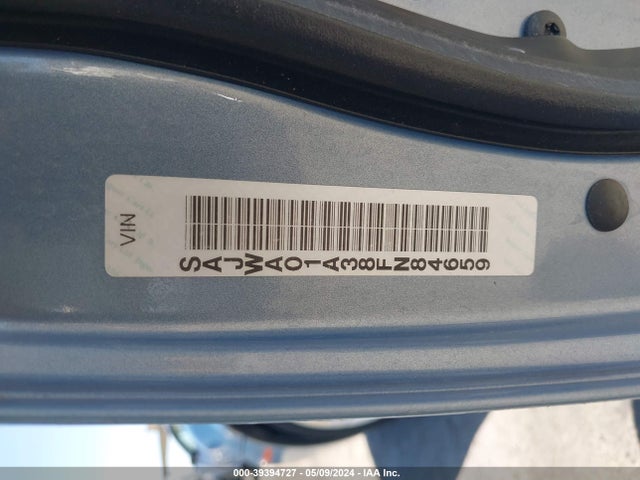 VIN
SAJWA01A38FN84659
000-39394727 - 05/09/2024 - IAA Inc.